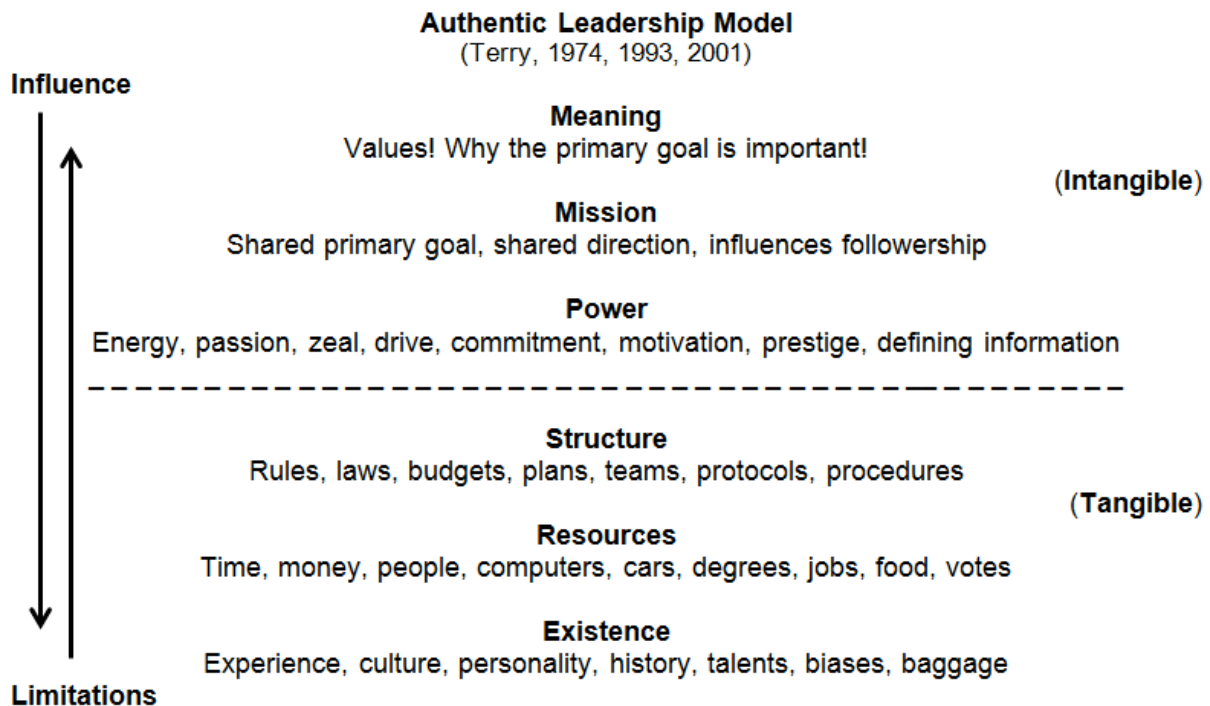 Authentic Leadership Model
(Terry, 1974, 1993, 2001)
Influence
Meaning
Values! Why the primary goal is important!
(Intangible)
Mission
Shared primary goal, shared direction, influences followership
Power
Energy, passion, zeal, drive, commitment, motivation, prestige, defining information
Structure
Rules, laws, budgets, plans, teams, protocols, procedures
(Tangible)
Resources
Time, money, people, computers, cars, degrees, jobs, food, votes
Existence
Experience, culture, personality, history, talents, biases, baggage
Limitations